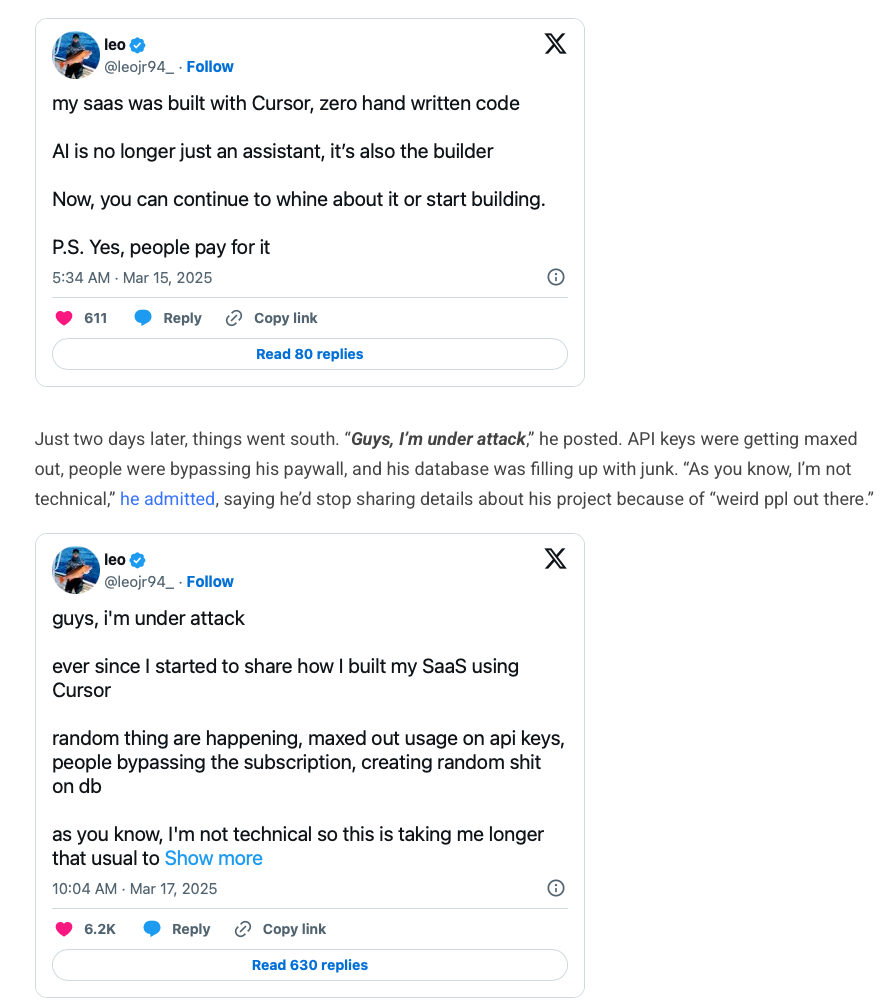 leo
@leojr94_ · Follow
my saas was built with Cursor, zero hand written code
AI is no longer just an assistant, it’s also the builder
Now, you can continue to whine about it or start building.
P.S. Yes, people pay for it
5:34 AM · Mar 15, 2025
611 Reply Copy link
Read 80 replies
Just two days later, things went south. “Guys, I’m under attack,” he posted. API keys were getting maxed
out, people were bypassing his paywall, and his database was filling up with junk. “As you know, I’m not
technical,” he admitted, saying he’d stop sharing details about his project because of “weird ppl out there.”
leo
@leojr94_ · Follow
guys, i'm under attack
ever since I started to share how I built my SaaS using
Cursor
random thing are happening, maxed out usage on api keys,
people bypassing the subscription, creating random shit
on db
as you know, I'm not technical so this is taking me longer
that usual to Show more
10:04 AM · Mar 17, 2025
6.2K Reply Copy link
Read 630 replies